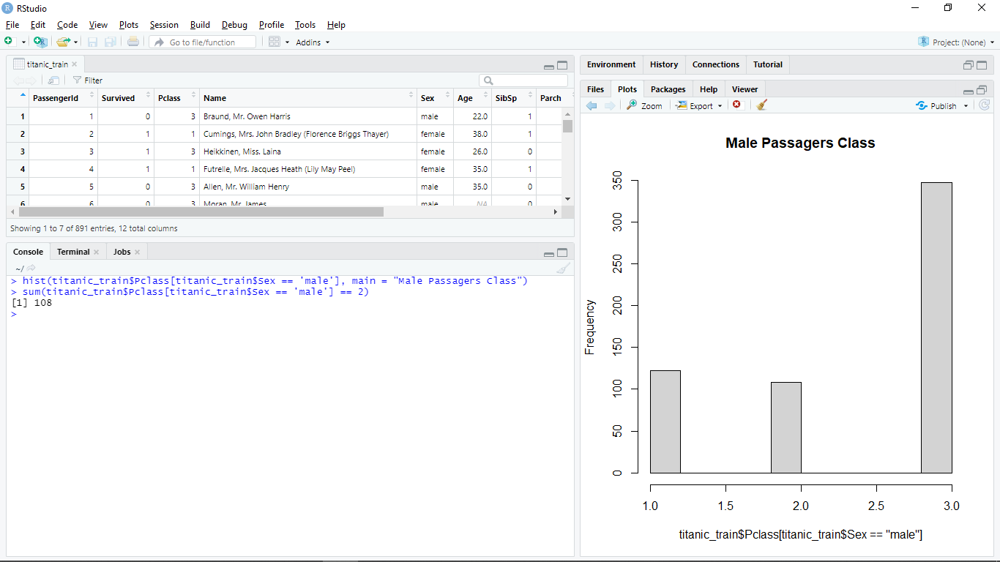 RStudio
File Edit Code View Plots Session Build Debug Profile Tools Help
Go to file/function Addins Project: (None)
titanic_train
Filter
PassengerId Survived Pclass Name Sex Age SibSp Parch
1 1 0 3 Braund, Mr. Owen Harris male 22.0 1
2 2 1 1 Cumings, Mrs. John Bradley (Florence Briggs Thayer) female 38.0 1
3 3 1 3 Heikkinen, Miss. Laina female 26.0 0
4 4 1 1 Futrelle, Mrs. Jacques Heath (Lily May Peel) female 35.0 1
5 5 0 3 Allen, Mr. William Henry male 35.0 0
6 6 0 3 Moran, Mr. James male NA 0
Showing 1 to 7 of 891 entries, 12 total columns
Console Terminal Jobs
~/
> hist(titanic_train$Pclass[titanic_train$Sex == 'male'], main = "Male Passagers Class")
> sum(titanic_train$Pclass[titanic_train$Sex == 'male'] == 2)
[1] 108
>
Environment History Connections Tutorial
Files Plots Packages Help Viewer
Zoom Export Publish
Male Passagers Class
350
300
250
200
150
100
50
0
Frequency
1.0 1.5 2.0 2.5 3.0
titanic_train$Pclass[titanic_train$Sex == "male"]